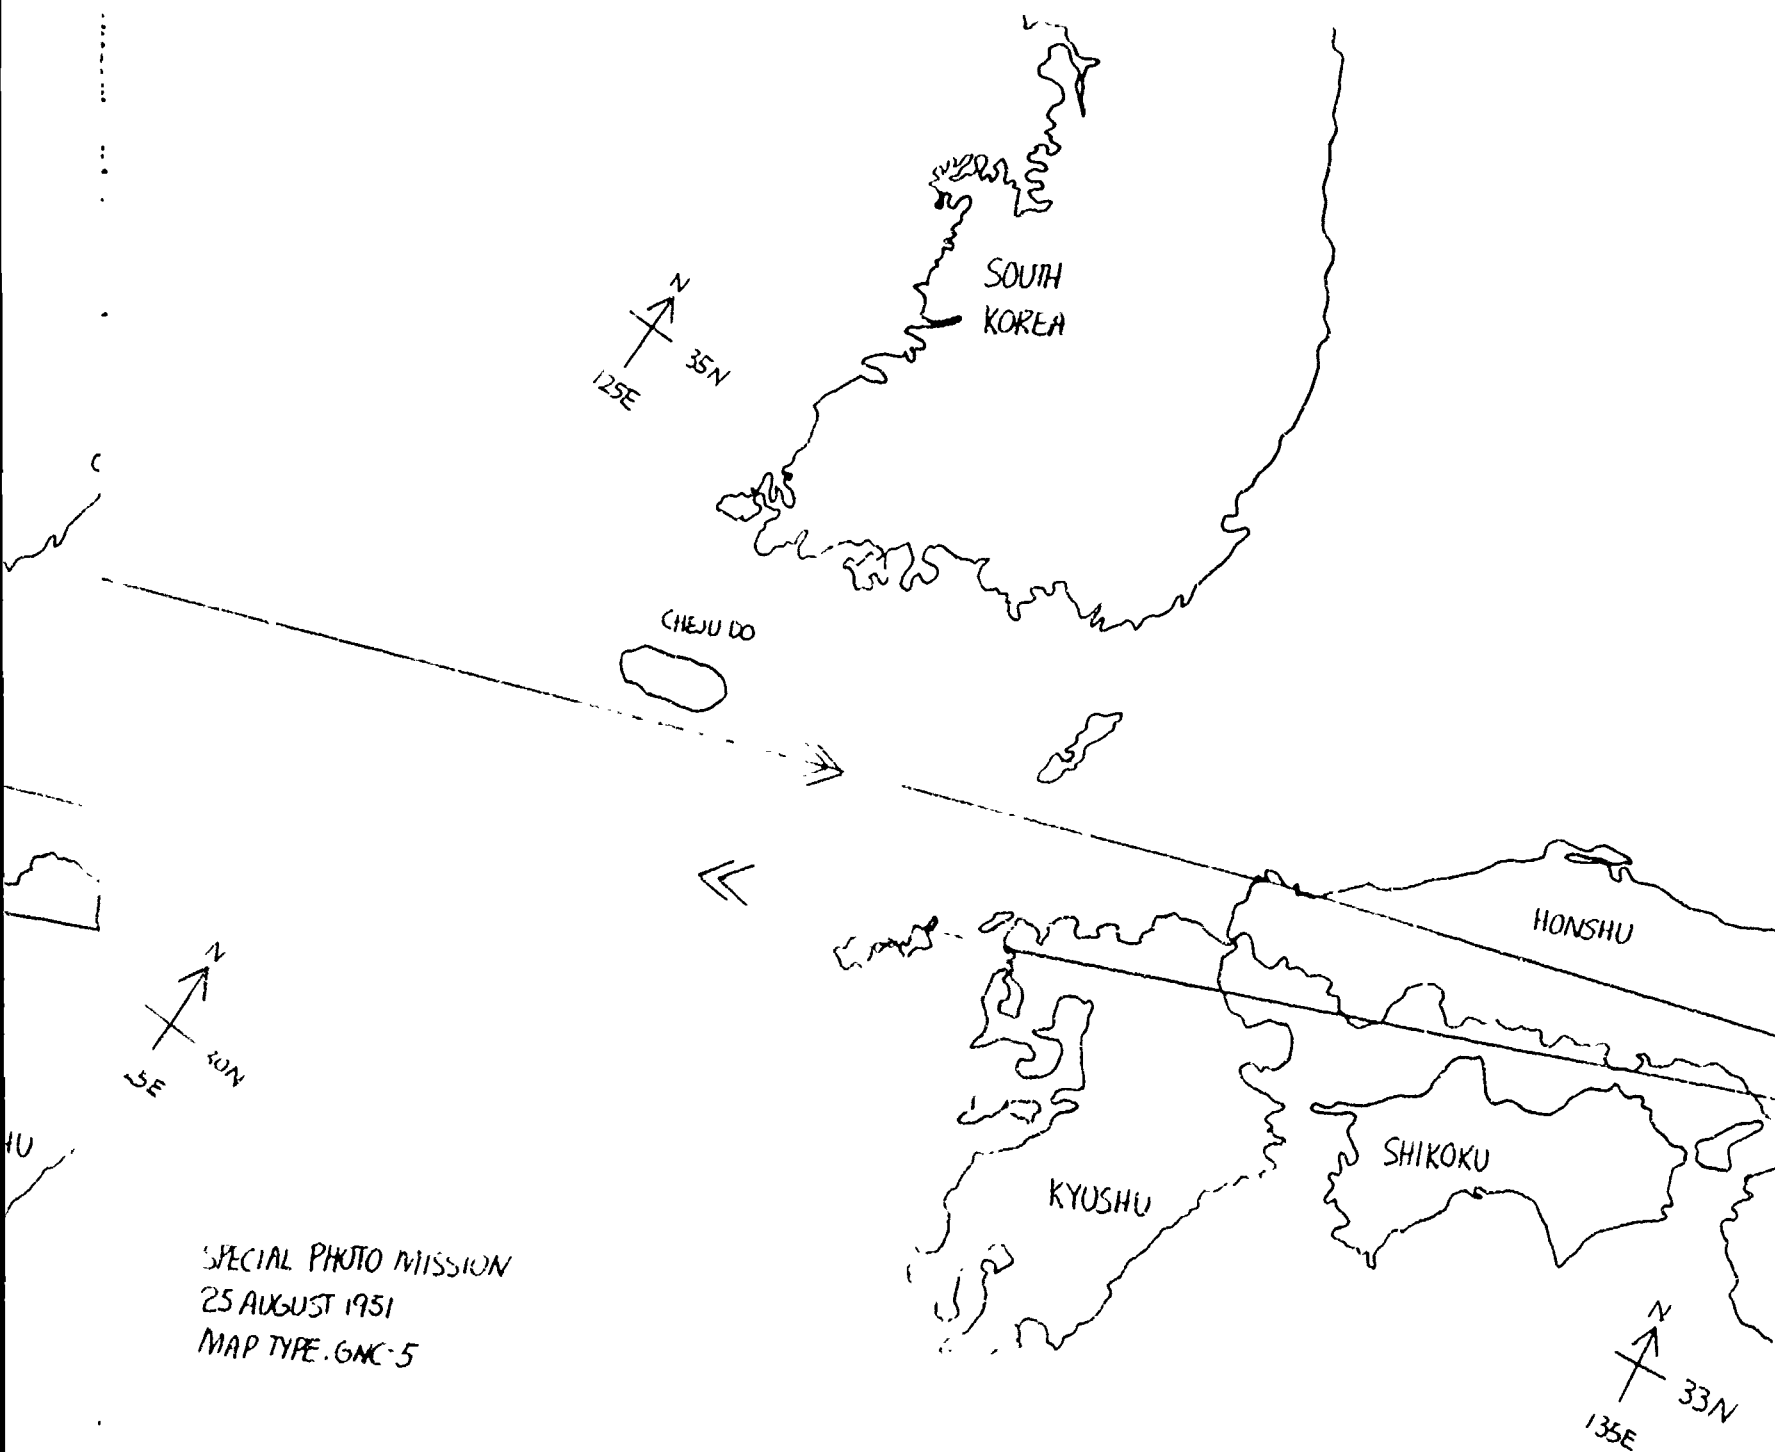 SOUTH
KOREA
N
35N
125E
CHEJU DO
HONSHU
N
SHIKOKU
KYUSHU
SPECIAL PHOTO MISSION
25 AUGUST 1951
MAP TYPE. GNC-5
N
33N
135E